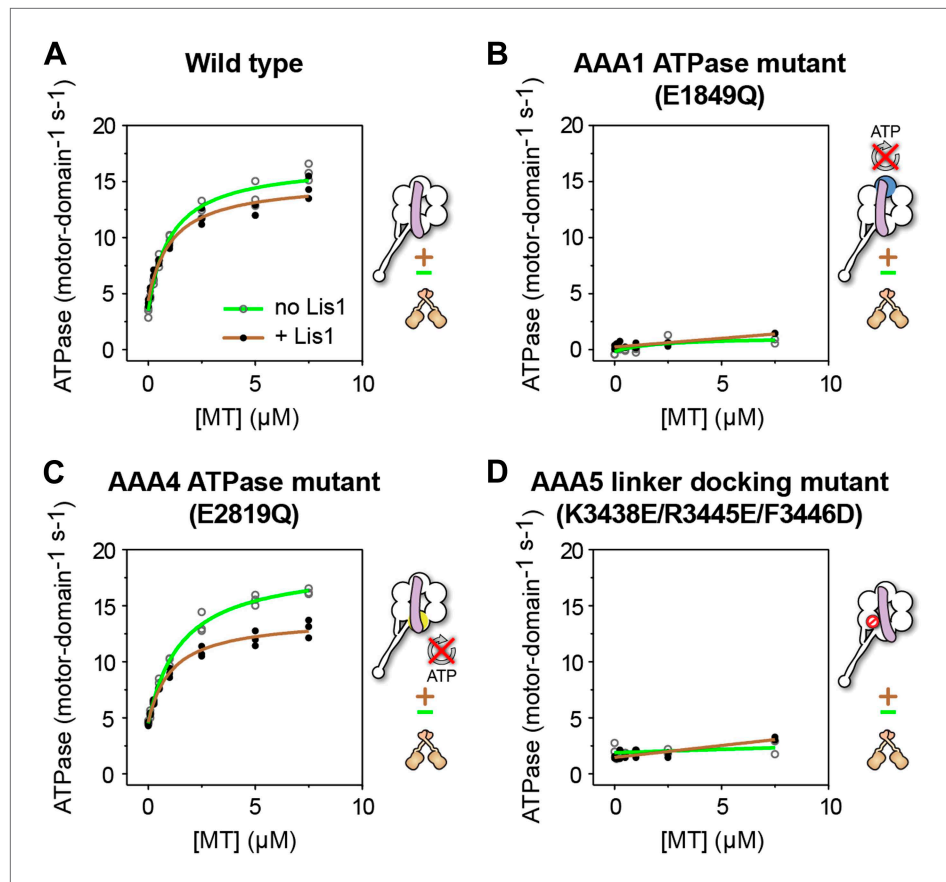 A
Wild type
ATPase (motor-domain-1 s-1)
20
15
10
5
0
no Lis1
+ Lis1
0
5
10
[MT] (µM)
+
−
B
AAA1 ATPase mutant
(E1849Q)
ATPase (motor-domain-1 s-1)
20
15
10
5
0
0
5
10
[MT] (µM)
ATP
+
−
C
AAA4 ATPase mutant
(E2819Q)
ATPase (motor-domain-1 s-1)
20
15
10
5
0
0
5
10
[MT] (µM)
ATP
+
−
D
AAA5 linker docking mutant
(K3438E/R3445E/F3446D)
ATPase (motor-domain-1 s-1)
20
15
10
5
0
0
5
10
[MT] (µM)
+
−